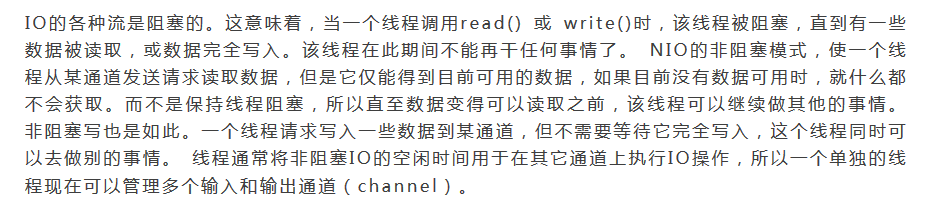 IO的各种流是阻塞的。这意味着，当一个线程调用read() 或 write()时，该线程被阻塞，直到有一些
数据被读取，或数据完全写入。该线程在此期间不能再干任何事情了。 NIO的非阻塞模式，使一个线
程从某通道发送请求读取数据，但是它仅能得到目前可用的数据，如果目前没有数据可用时，就什么都
不会获取。而不是保持线程阻塞，所以直至数据变得可以读取之前，该线程可以继续做其他的事情。
非阻塞写也是如此。一个线程请求写入一些数据到某通道，但不需要等待它完全写入，这个线程同时可
以去做别的事情。 线程通常将非阻塞IO的空闲时间用于在其它通道上执行IO操作，所以一个单独的线
程现在可以管理多个输入和输出通道（channel）。